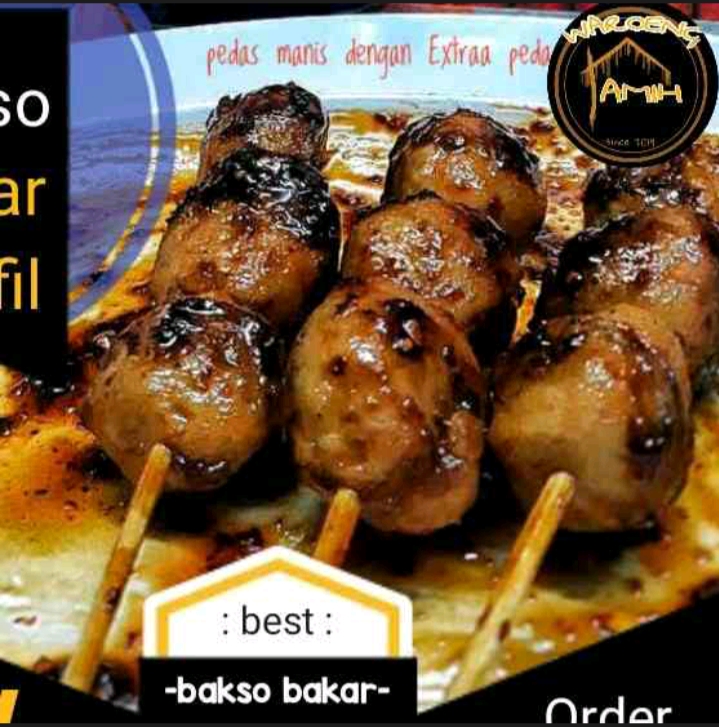 pedas manis dengan Extraa peda
WAROENG
AMIH
so
ar
fil
: best :
-bakso bakar-
Order